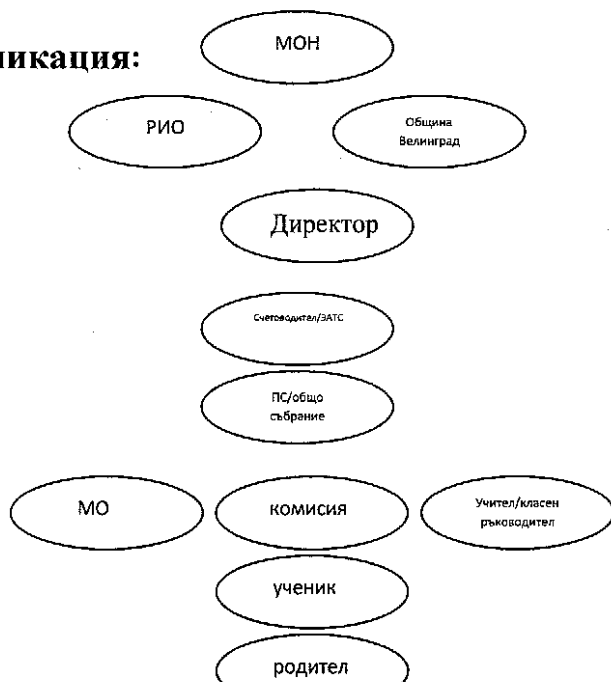 никация:
МОН
РИО
Община
Велинград
Директор
Счетоводител/ЗАТС
ПС/общо
събрание
МО
комисия
Учител/класен
ръководител
ученик
родител